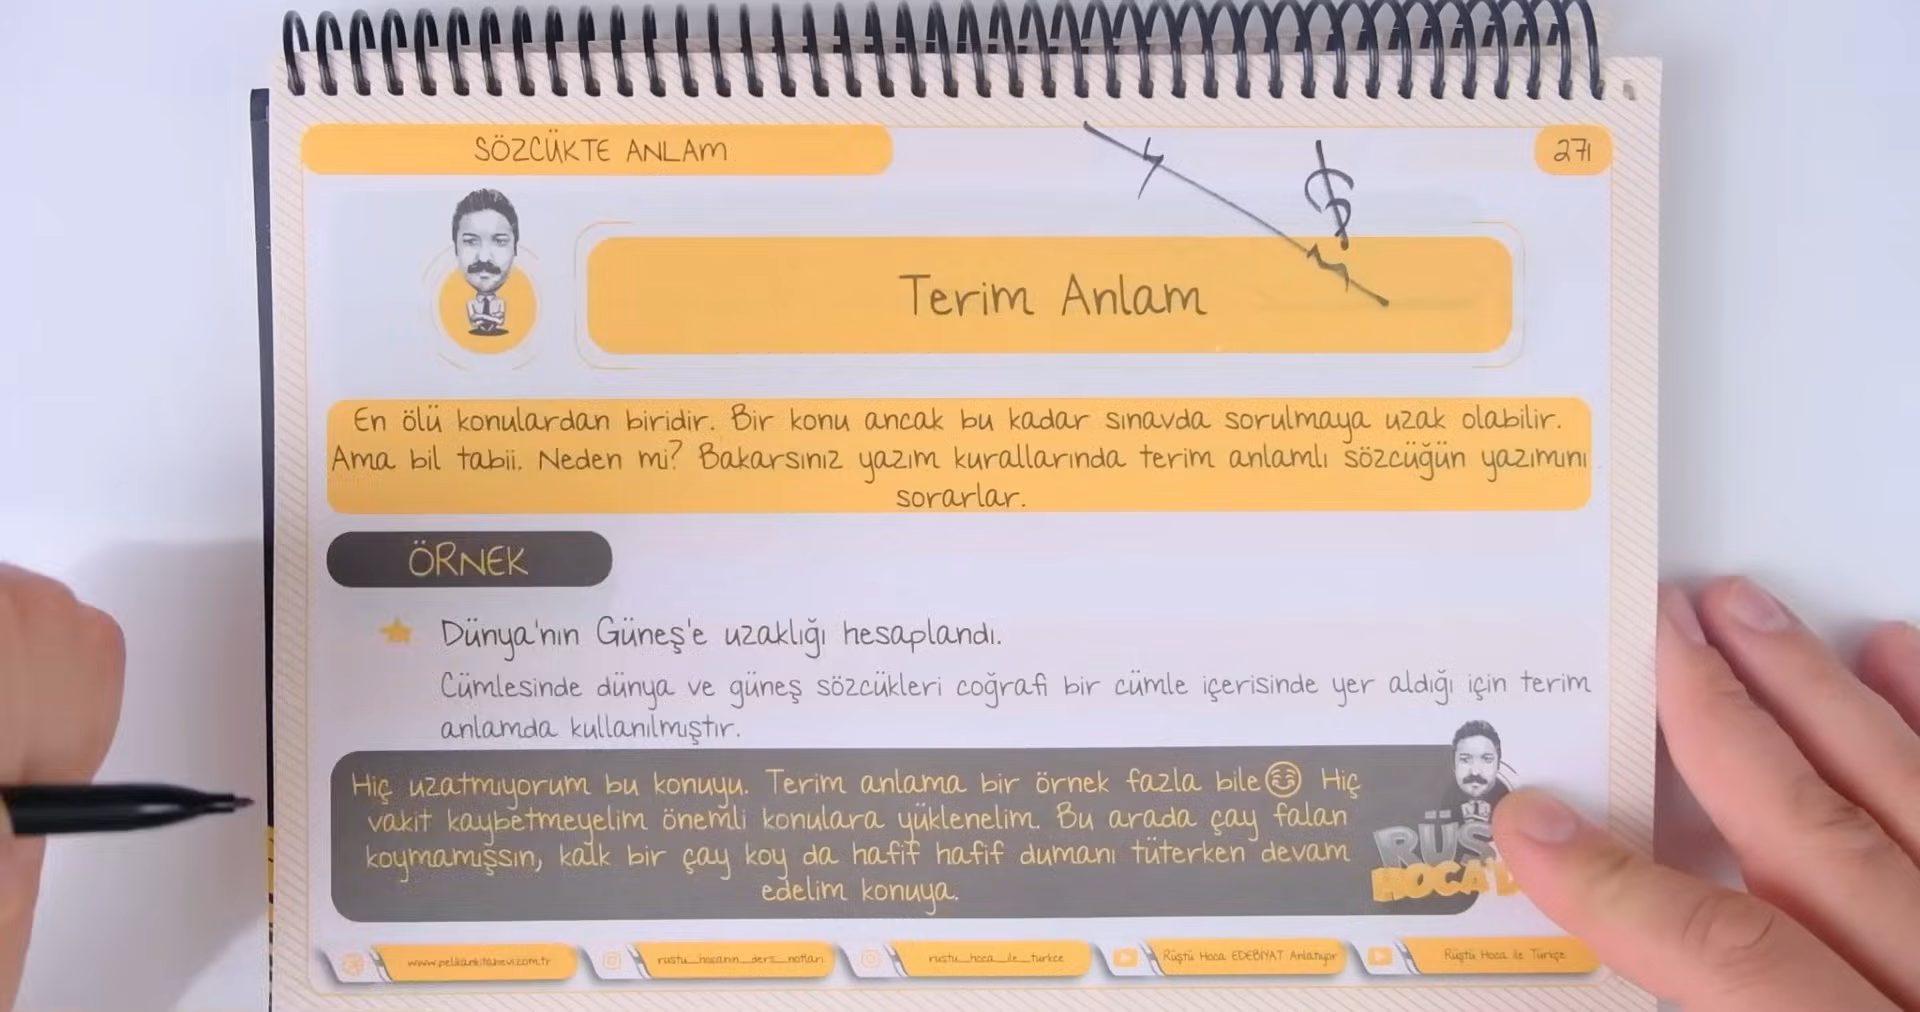 SÖZCÜKTE ANLAM
271
Terim Anlam
En ölü konulardan biridir. Bir konu ancak bu kadar sınavda sorulmaya uzak olabilir.
Ama bil tabii. Neden mi? Bakarsınız yazım kurallarında terim anlamlı sözcüğün yazımını
sorarlar.
ÖRNEK
Dünya'nın Güneş'e uzaklığı hesaplandı.
Cümlesinde dünya ve güneş sözcükleri coğrafi bir cümle içerisinde yer aldığı için terim
anlamda kullanılmıştır.
Hiç uzatmıyorum bu konuyu. Terim anlama bir örnek fazla bile😊 Hiç
vakit kaybetmeyelim önemli konulara yüklenelim. Bu arada çay falan
koymamışsın, kalk bir çay koy da hafif hafif dumanı tüterken devam
edelim konuya.
RÜŞ
HOCA'D
www.pelikankitabevi.com.tr
rustu_hocanin_ders_notlari
rustu_hoca_ile_turkce
Rüştü Hoca EDEBİYAT Anlatıyor
Rüştü Hoca ile Türkçe